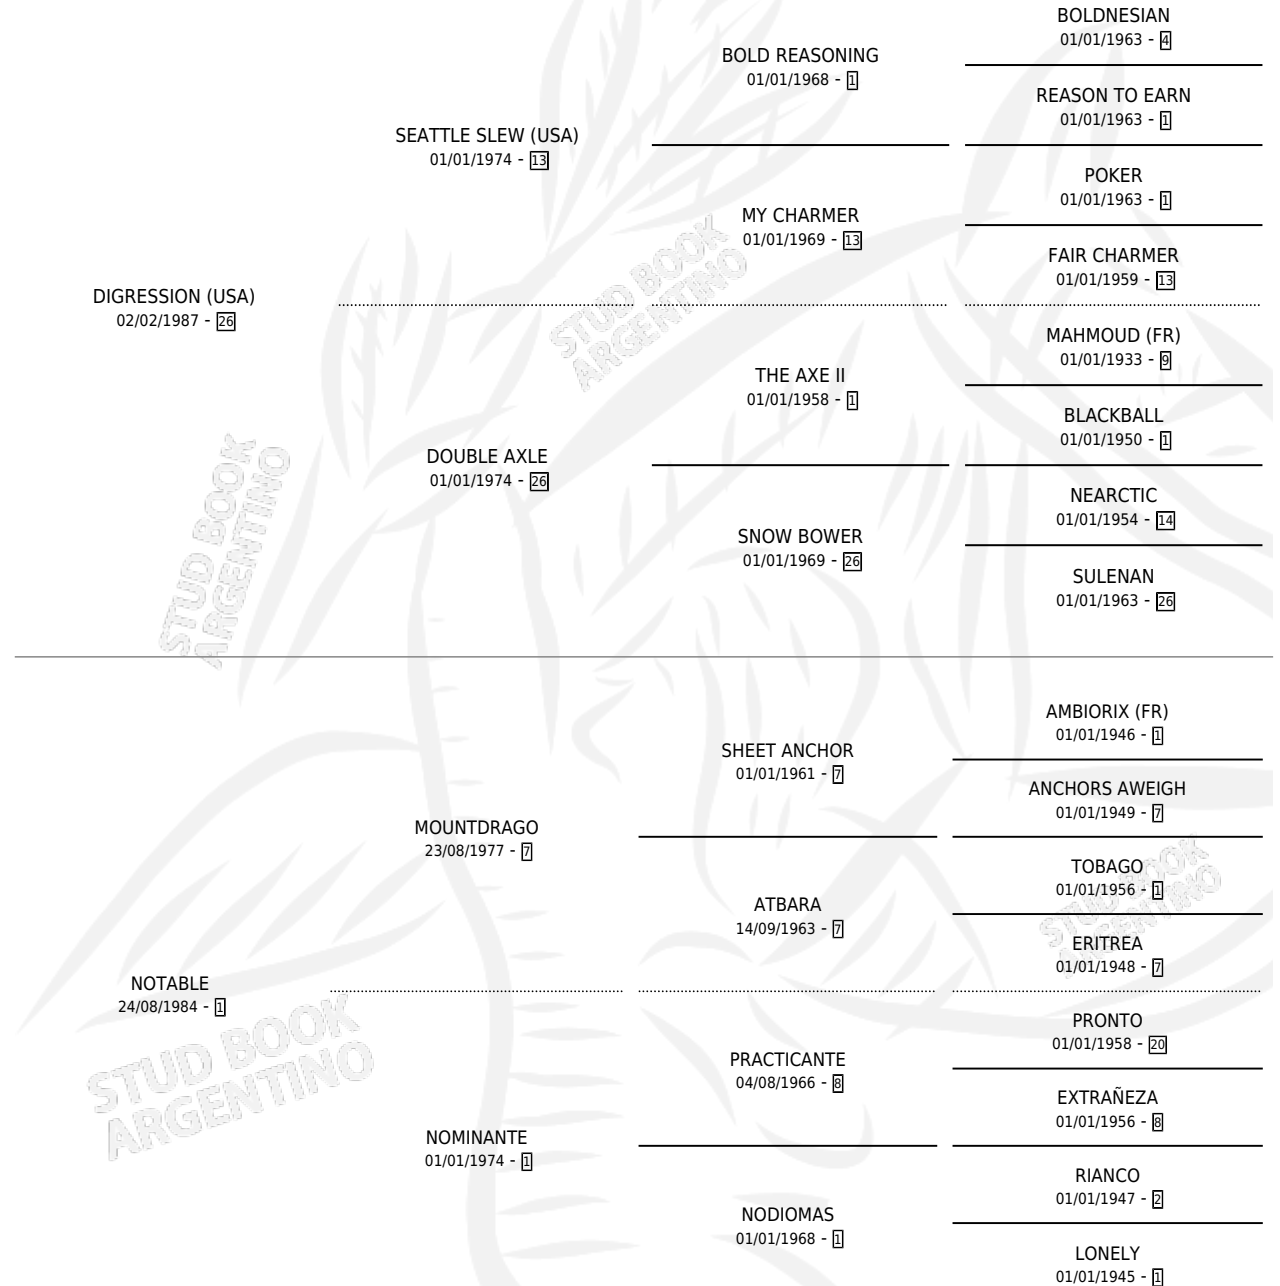 BOLDNESIAN
01/01/1963 - 4
BOLD REASONING
01/01/1968 - 1
REASON TO EARN
01/01/1963 - 1
SEATTLE SLEW (USA)
01/01/1974 - 13
POKER
01/01/1963 - 1
MY CHARMER
01/01/1969 - 13
FAIR CHARMER
01/01/1959 - 13
DIGRESSION (USA)
02/02/1987 - 26
STUD BOOK
ARGENTINO
MAHMOUD (FR)
01/01/1933 - 9
THE AXE II
01/01/1958 - 1
BLACKBALL
01/01/1950 - 1
DOUBLE AXLE
01/01/1974 - 26
NEARCTIC
01/01/1954 - 14
SNOW BOWER
01/01/1969 - 26
SULENAN
01/01/1963 - 26
STUD BOOK
ARGENTINO
AMBIORIX (FR)
01/01/1946 - 1
SHEET ANCHOR
01/01/1961 - 7
ANCHORS AWEIGH
01/01/1949 - 7
MOUNTDRAGO
23/08/1977 - 7
TOBAGO
01/01/1956 - 1
ATBARA
14/09/1963 - 7
STUD BOOK
ARGENTINO
ERITREA
01/01/1948 - 7
NOTABLE
24/08/1984 - 1
PRONTO
01/01/1958 - 20
PRACTICANTE
04/08/1966 - 8
EXTRAÑEZA
01/01/1956 - 8
STUD BOOK
ARGENTINO
NOMINANTE
01/01/1974 - 1
RIANCO
01/01/1947 - 2
NODIOMAS
01/01/1968 - 1
LONELY
01/01/1945 - 1